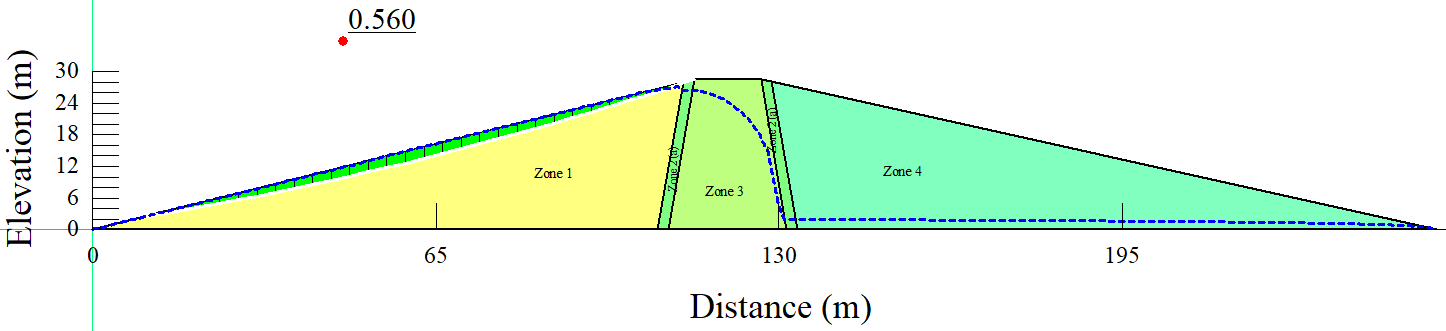 0.560
Elevation (m)
30
24
18
12
6
0
Zone 1
Zone 2 (a)
Zone 3
Zone 2 (a)
Zone 4
0
65
130
195
Distance (m)